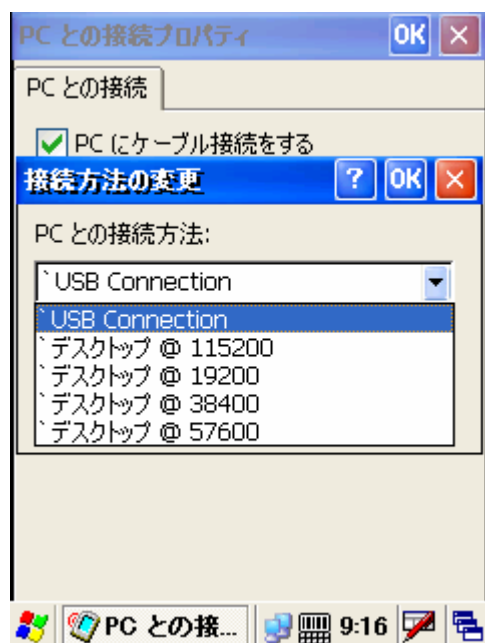 PC との接続プロパティ OK
PC との接続
PC にケーブル接続をする
接続方法の変更 ? OK
PC との接続方法:
`USB Connection
`USB Connection
`デスクトップ @ 115200
`デスクトップ @ 19200
`デスクトップ @ 38400
`デスクトップ @ 57600
PC との接... 9:16